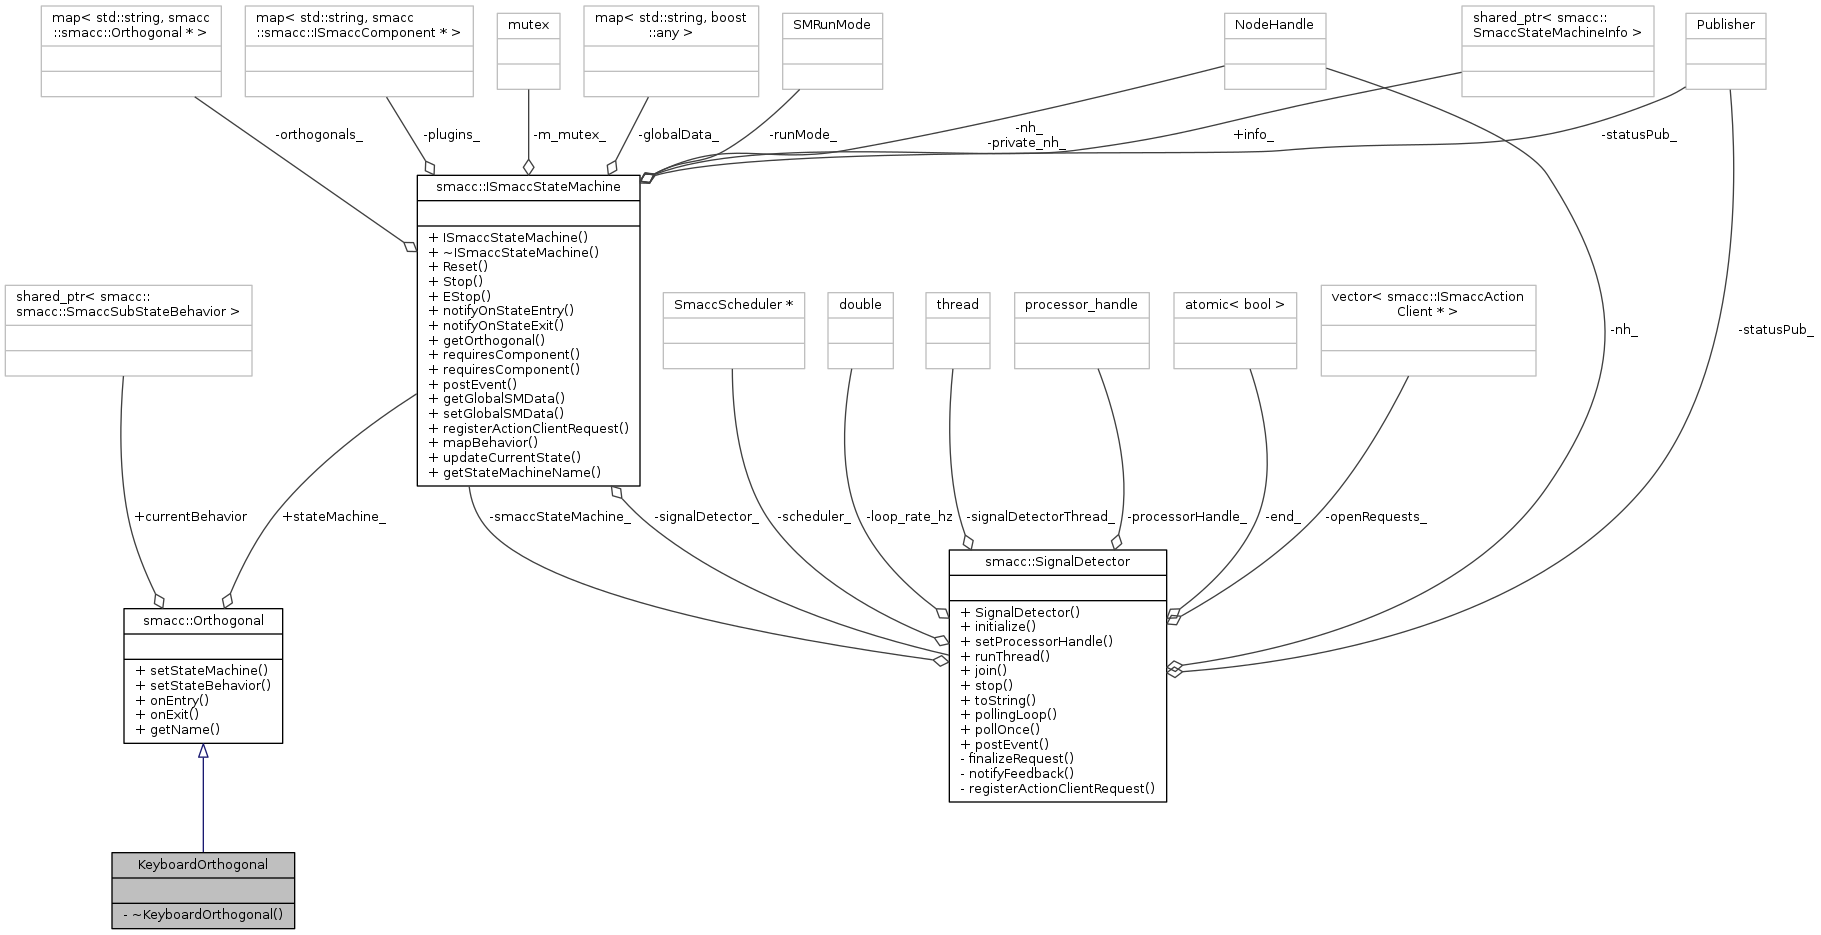 map< std::string, smacc
::smacc::Orthogonal * >
map< std::string, smacc
::smacc::ISmaccComponent * >
mutex
map< std::string, boost
::any >
SMRunMode
NodeHandle
shared_ptr< smacc::
SmaccStateMachineInfo >
Publisher
-orthogonals_
-plugins_
-m_mutex_
-globalData_
-runMode_
-nh_
-private_nh_
+info_
-statusPub_
smacc::ISmaccStateMachine
+ ISmaccStateMachine()
+ ~ISmaccStateMachine()
+ Reset()
+ Stop()
+ EStop()
+ notifyOnStateEntry()
+ notifyOnStateExit()
+ getOrthogonal()
+ requiresComponent()
+ requiresComponent()
+ postEvent()
+ getGlobalSMData()
+ setGlobalSMData()
+ registerActionClientRequest()
+ mapBehavior()
+ updateCurrentState()
+ getStateMachineName()
shared_ptr< smacc::
smacc::SmaccSubStateBehavior >
SmaccScheduler *
double
thread
processor_handle
atomic< bool >
vector< smacc::ISmaccAction
Client * >
-nh_
-statusPub_
+currentBehavior
+stateMachine_
-smaccStateMachine_
-signalDetector_
-scheduler_
-loop_rate_hz
-signalDetectorThread_
-processorHandle_
-end_
-openRequests_
smacc::SignalDetector
+ SignalDetector()
+ initialize()
+ setProcessorHandle()
+ runThread()
+ join()
+ stop()
+ toString()
+ pollingLoop()
+ pollOnce()
+ postEvent()
- finalizeRequest()
- notifyFeedback()
- registerActionClientRequest()
smacc::Orthogonal
+ setStateMachine()
+ setStateBehavior()
+ onEntry()
+ onExit()
+ getName()
KeyboardOrthogonal
- ~KeyboardOrthogonal()